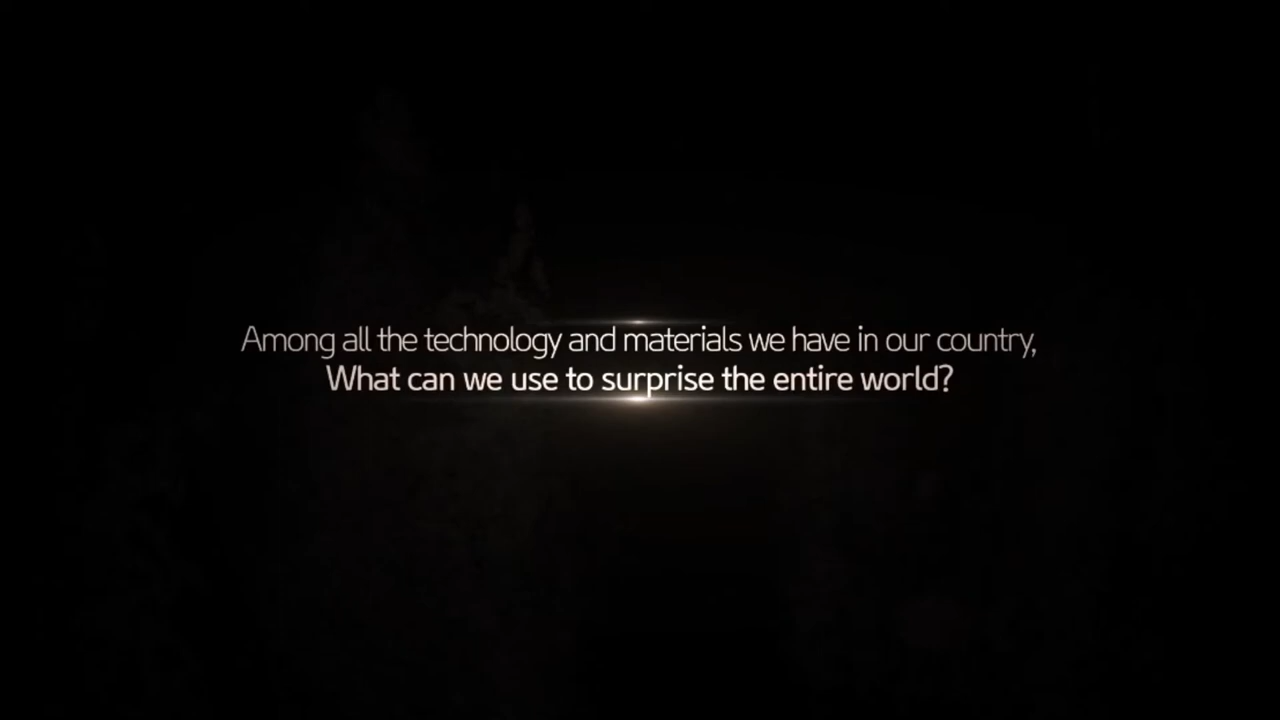 Among all the technology and materials we have in our country,
What can we use to surprise the entire world?